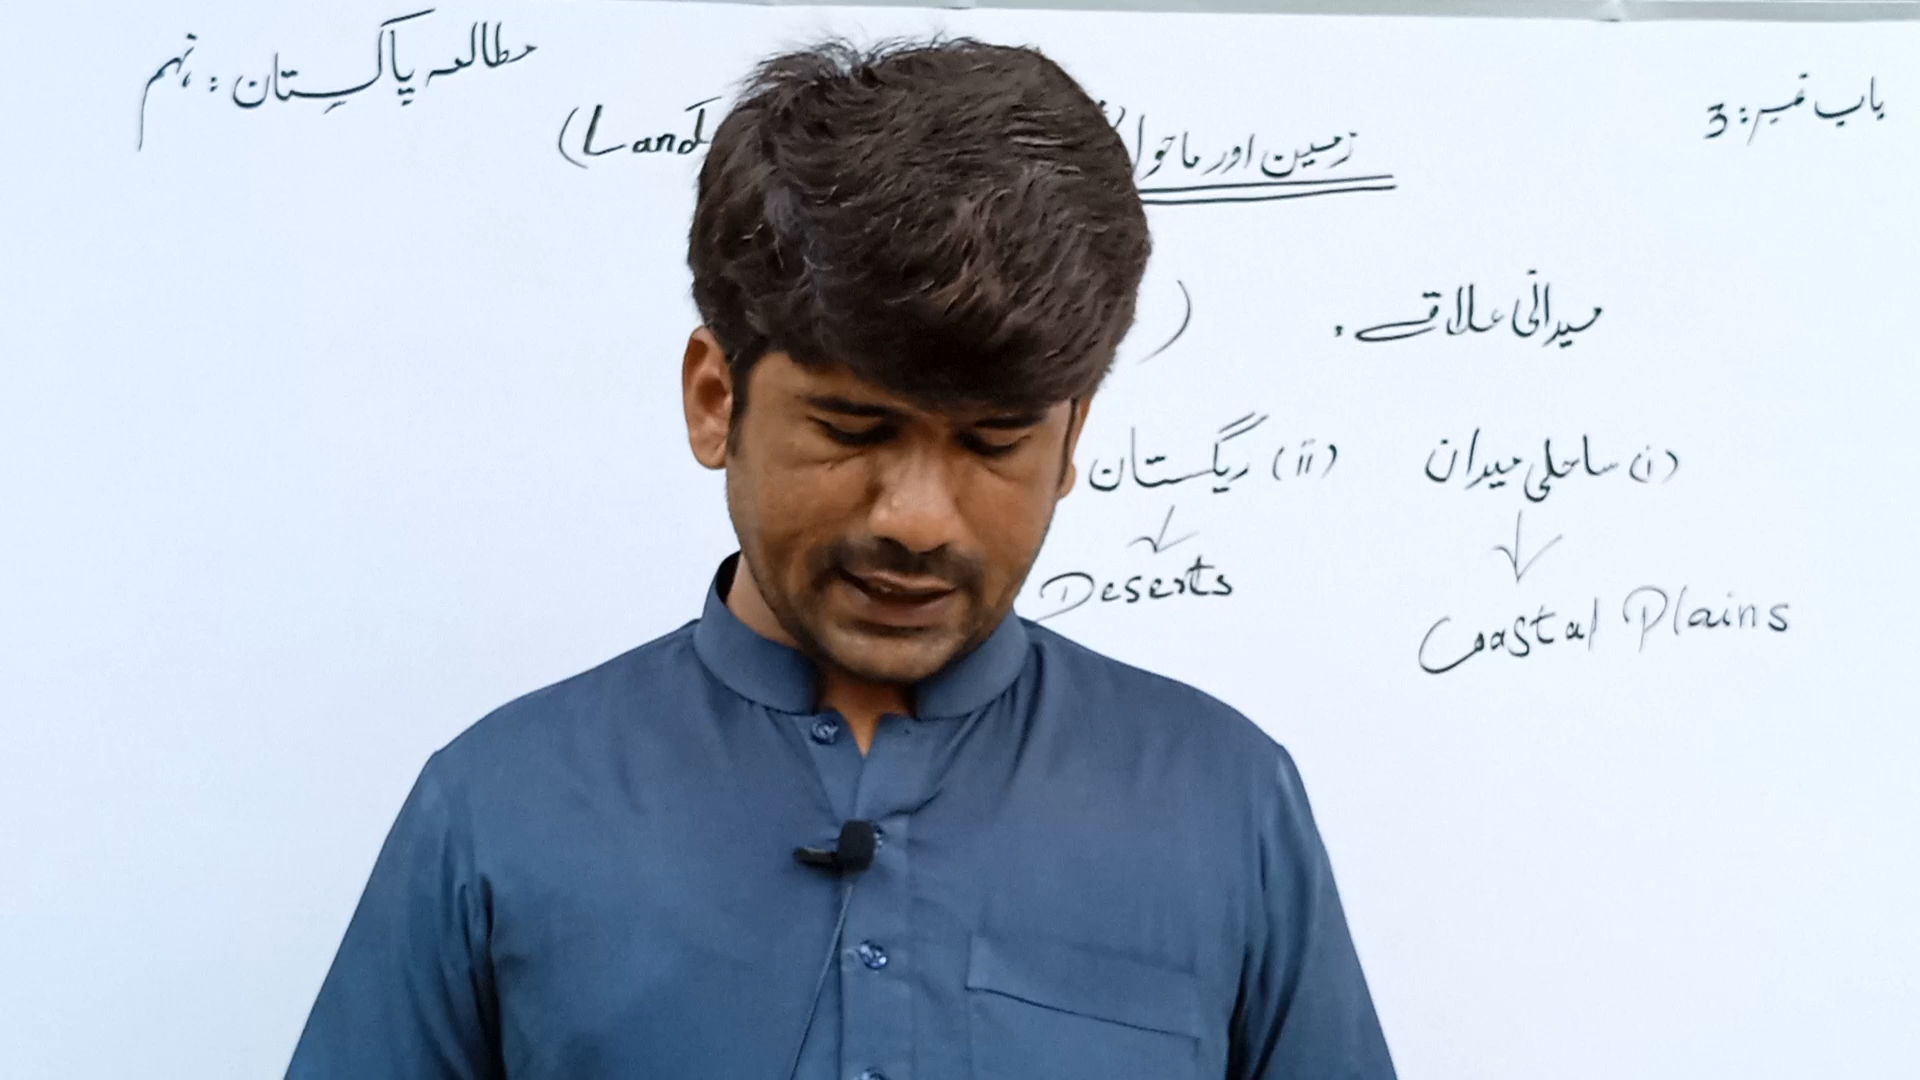 باب نمبر: 3
مطالعہ پاکستان: نہم
زمین اور ماحول (Land
میدانی علاقے.
)
(i) ساحلی میدان (ii) ریگستان
Coastal Plains
Deserts